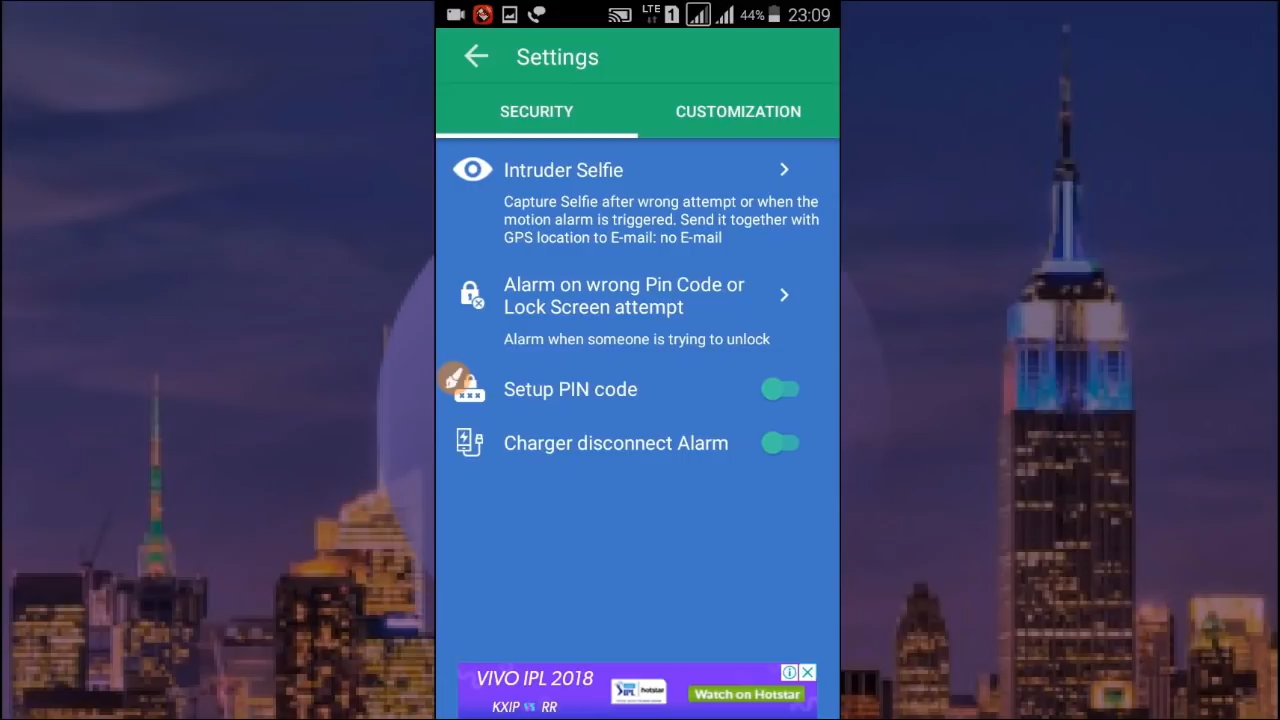 LTE 1 44% 23:09
Settings
SECURITY CUSTOMIZATION
Intruder Selfie
Capture Selfie after wrong attempt or when the
motion alarm is triggered. Send it together with
GPS location to E-mail: no E-mail
Alarm on wrong Pin Code or
Lock Screen attempt
Alarm when someone is trying to unlock
Setup PIN code
Charger disconnect Alarm
VIVO IPL 2018
IPL hotstar
Watch on Hotstar
KXIP VS RR